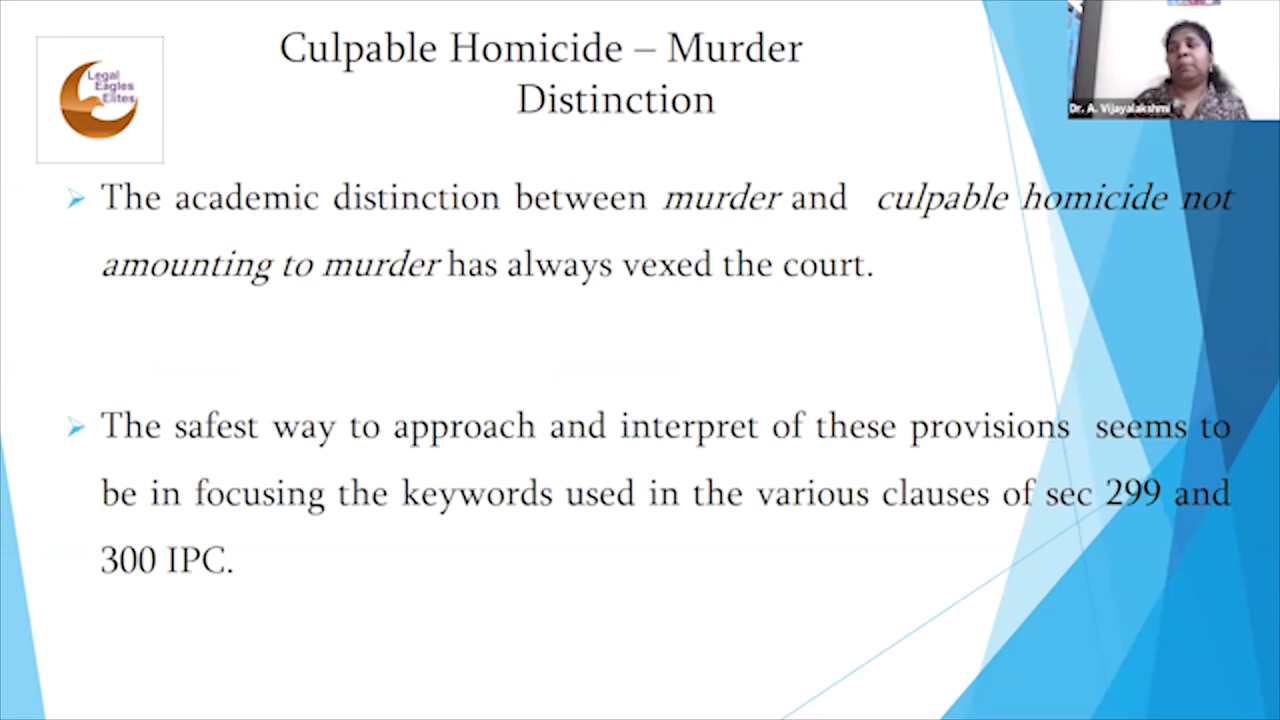 Culpable Homicide – Murder
Distinction
Legal
Eagles
Elites
Dr. A. Vijayalakshmi
The academic distinction between murder and culpable homicide not
amounting to murder has always vexed the court.
The safest way to approach and interpret of these provisions seems to
be in focusing the keywords used in the various clauses of sec 299 and
300 IPC.